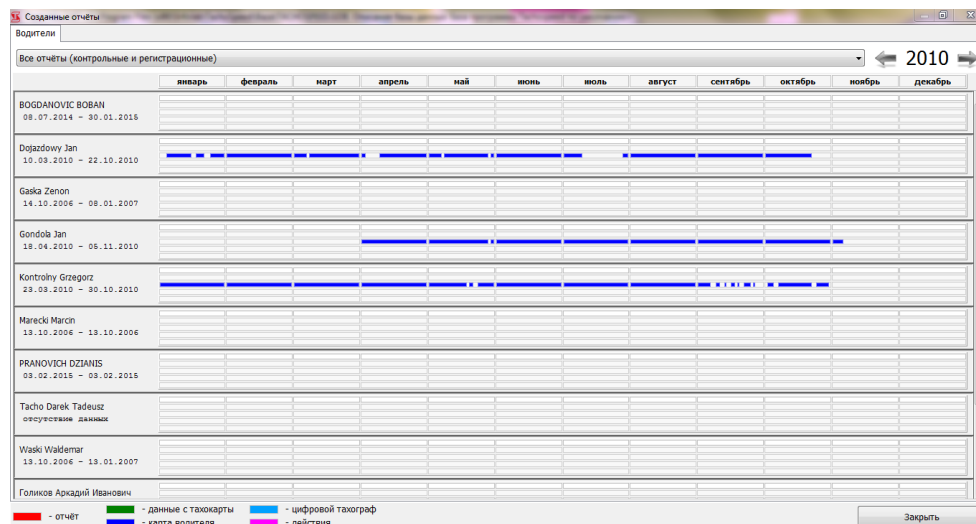 Созданные отчёты
Водители
Все отчёты (контрольные и регистрационные)
2010
январь февраль март апрель май июнь июль август сентябрь октябрь ноябрь декабрь
BOGDANOVIC BOBAN
08.07.2014 - 30.01.2015
Dojazdowy Jan
10.03.2010 - 22.10.2010
Gaska Zenon
14.10.2006 - 08.01.2007
Gondola Jan
18.04.2010 - 05.11.2010
Kontrolny Grzegorz
23.03.2010 - 30.10.2010
Marecki Marcin
13.10.2006 - 13.10.2006
PRANOVICH DZIANIS
03.02.2015 - 03.02.2015
Tacho Darek Tadeusz
отсутствие данных
Waski Waldemar
13.10.2006 - 13.01.2007
Голиков Аркадий Иванович
- отчёт
- данные с тахокарты
- цифровой тахограф
- карта водителя
- действия
Закрыть